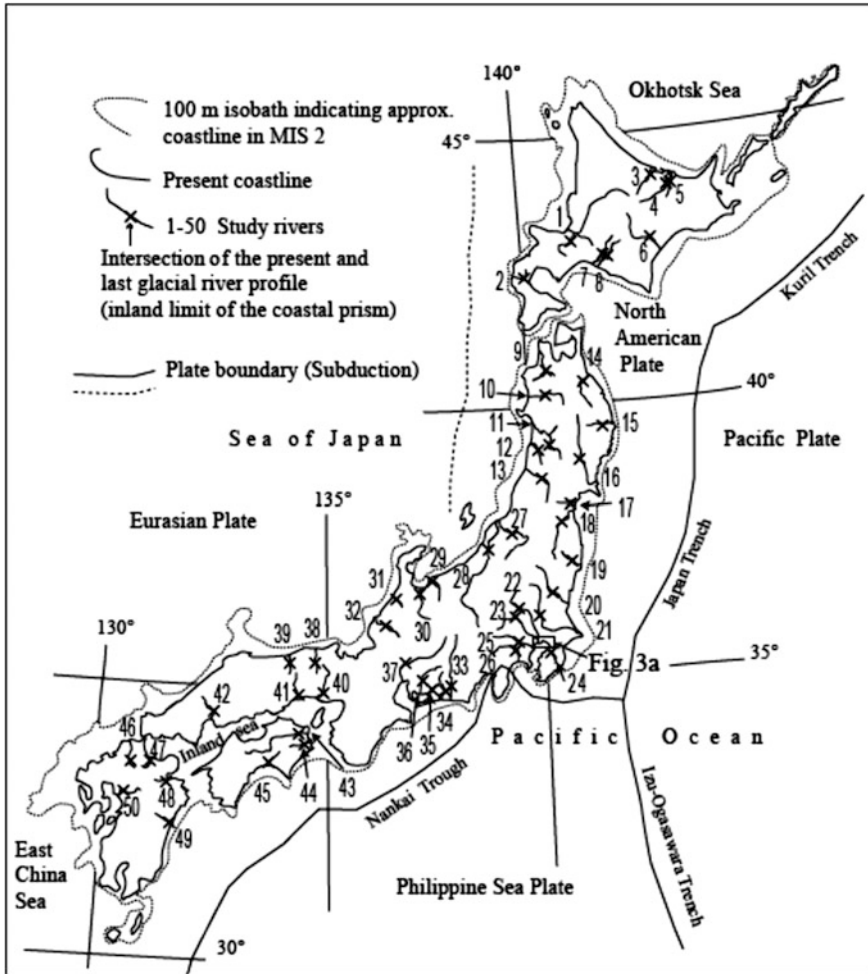 140°
Okhotsk Sea
100 m isobath indicating approx.
coastline in MIS 2
45°
Present coastline
3
4
5
1-50 Study rivers
1
Intersection of the present and
last glacial river profile
(inland limit of the coastal prism)
6
2
7
8
Kuril Trench
North
American
Plate
9
14
Plate boundary (Subduction)
10
40°
11
15
Sea of Japan
12
Pacific Plate
13
16
135°
17
Eurasian Plate
27
18
29
28
Japan Trench
31
19
22
32
30
23
20
130°
39
38
21
25
35°
37
33
26
Fig. 3a
24
42
41
40
34
46
Inland sea
36
35
Pacific Ocean
47
43
48
45
44
50
Nankai Trough
49
East
China
Sea
Izu-Ogasawara Trench
Philippine Sea Plate
30°